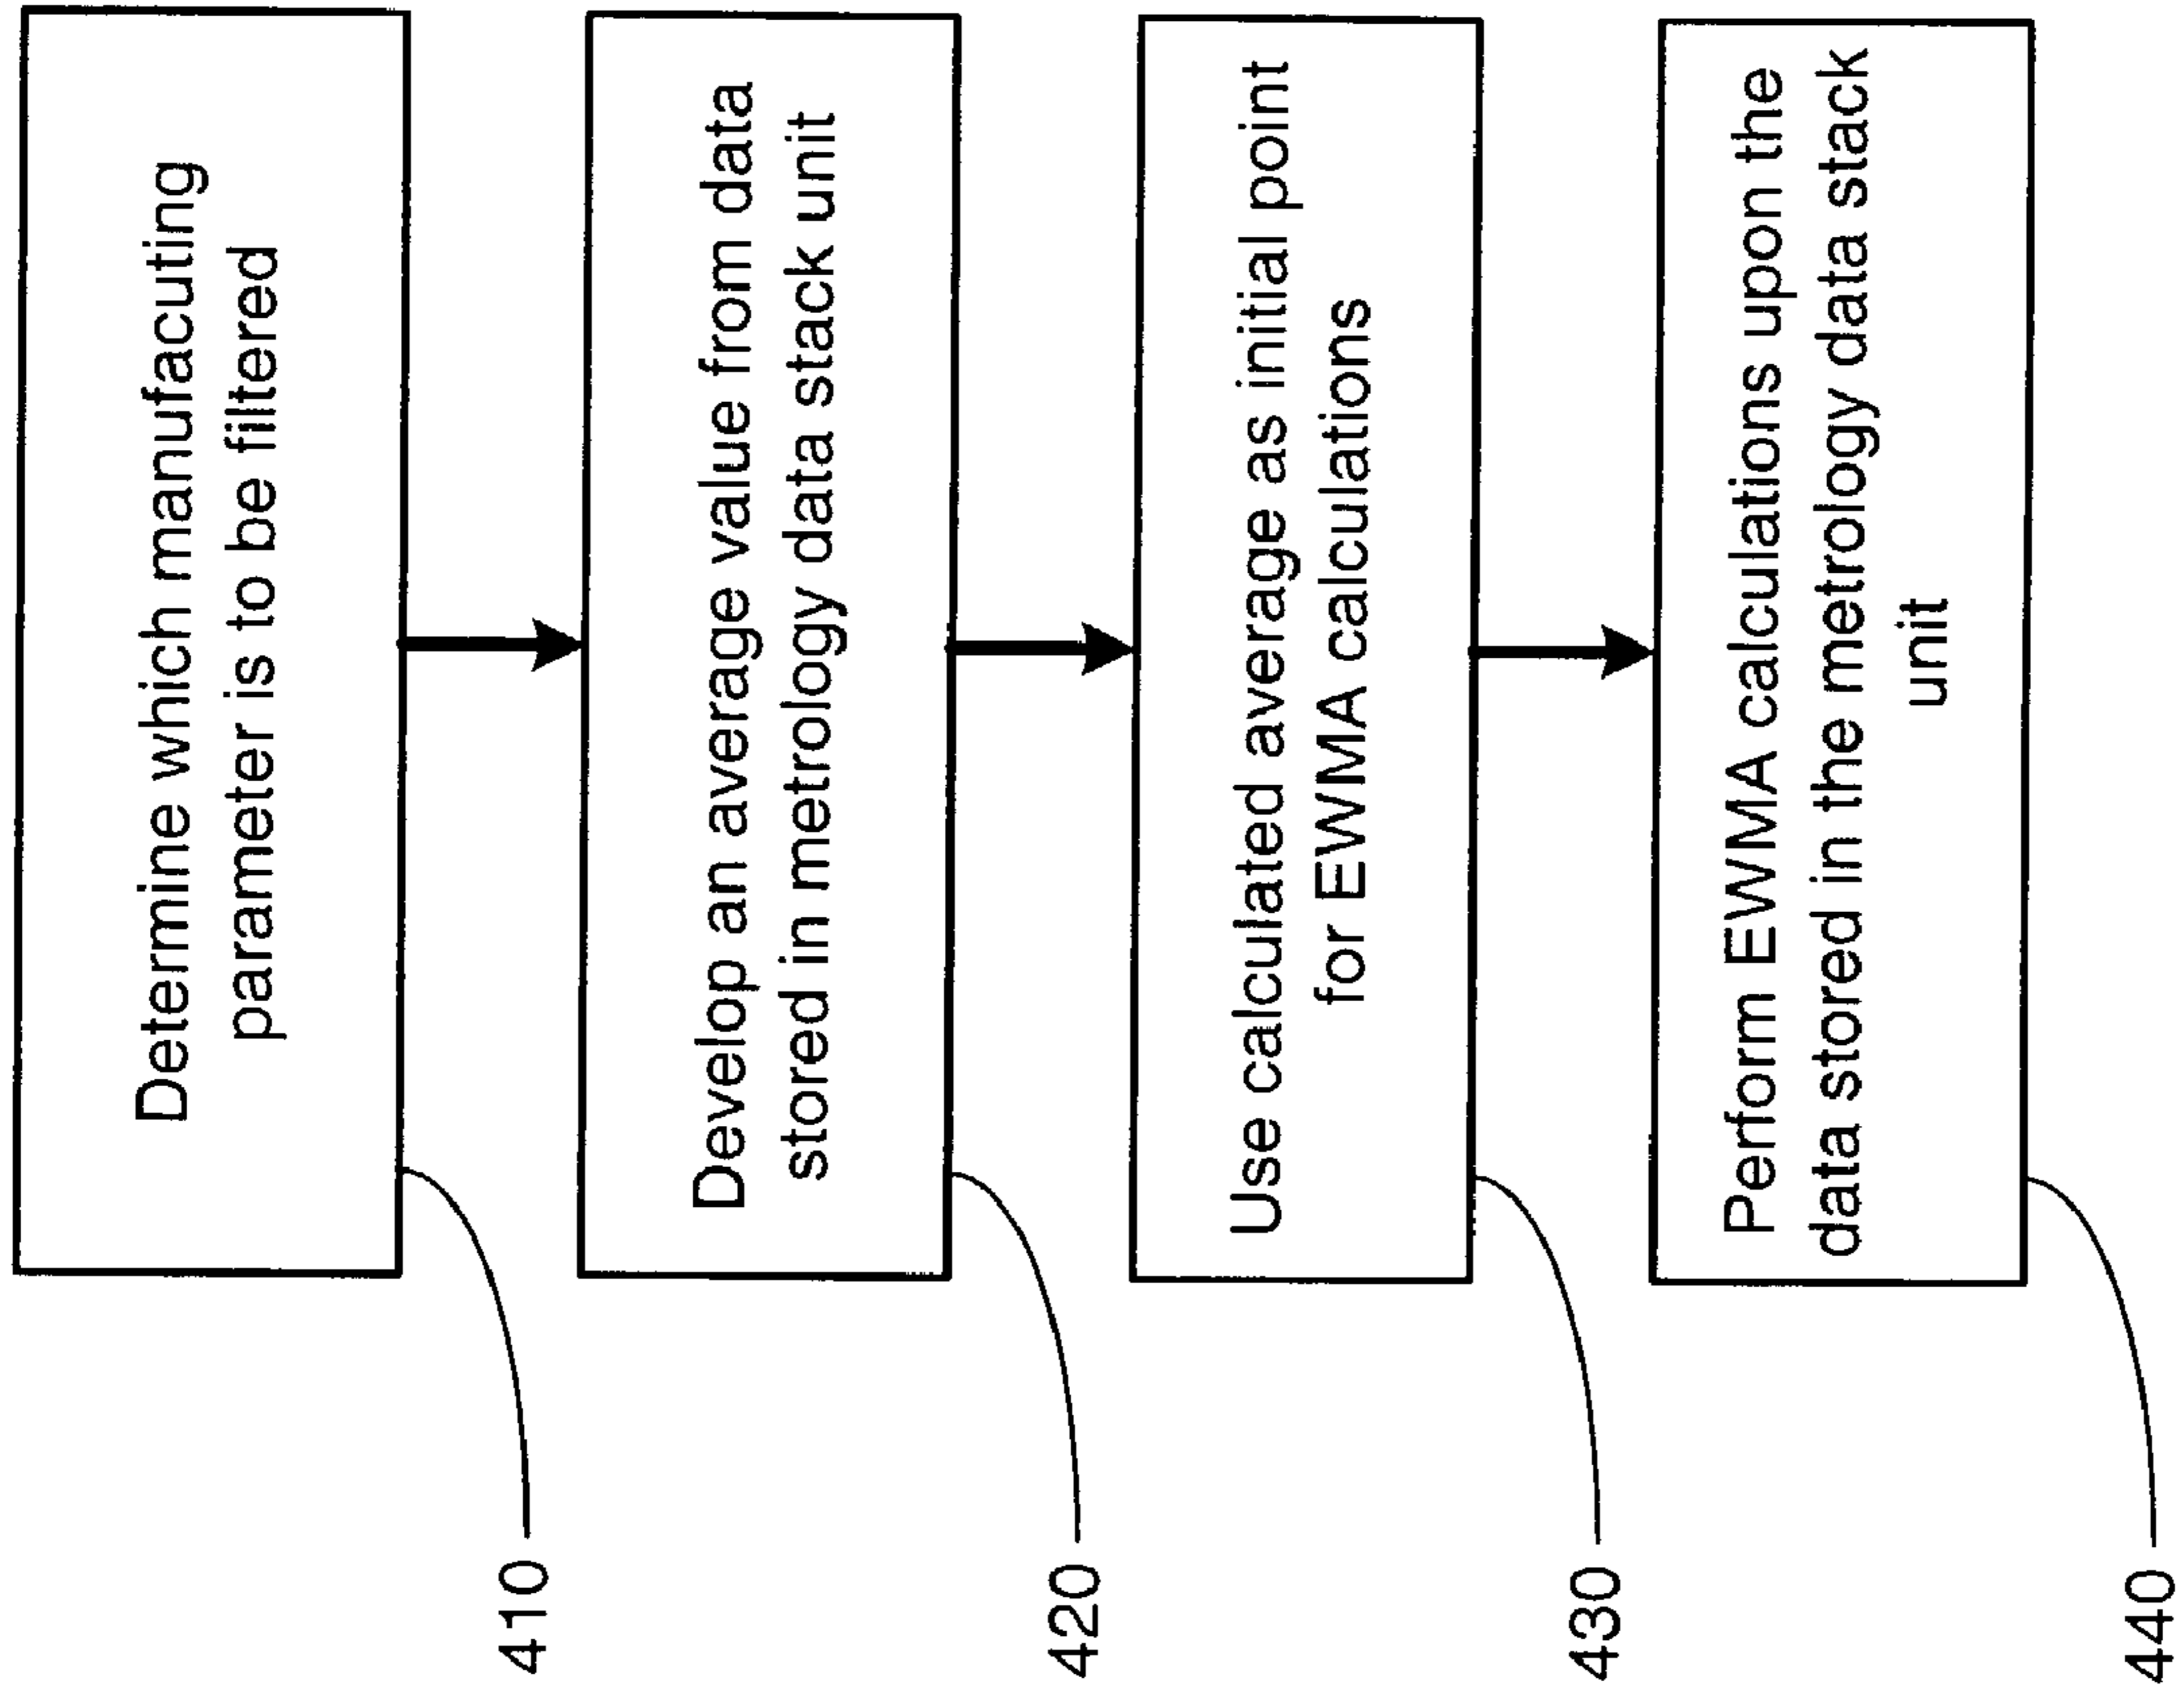 Determine which manufacuting
parameter is to be filtered
410
Develop an average value from data
stored in metrology data stack unit
420
Use calculated average as initial point
for EWMA calculations
430
Perform EWMA calculations upon the
data stored in the metrology data stack
unit
440